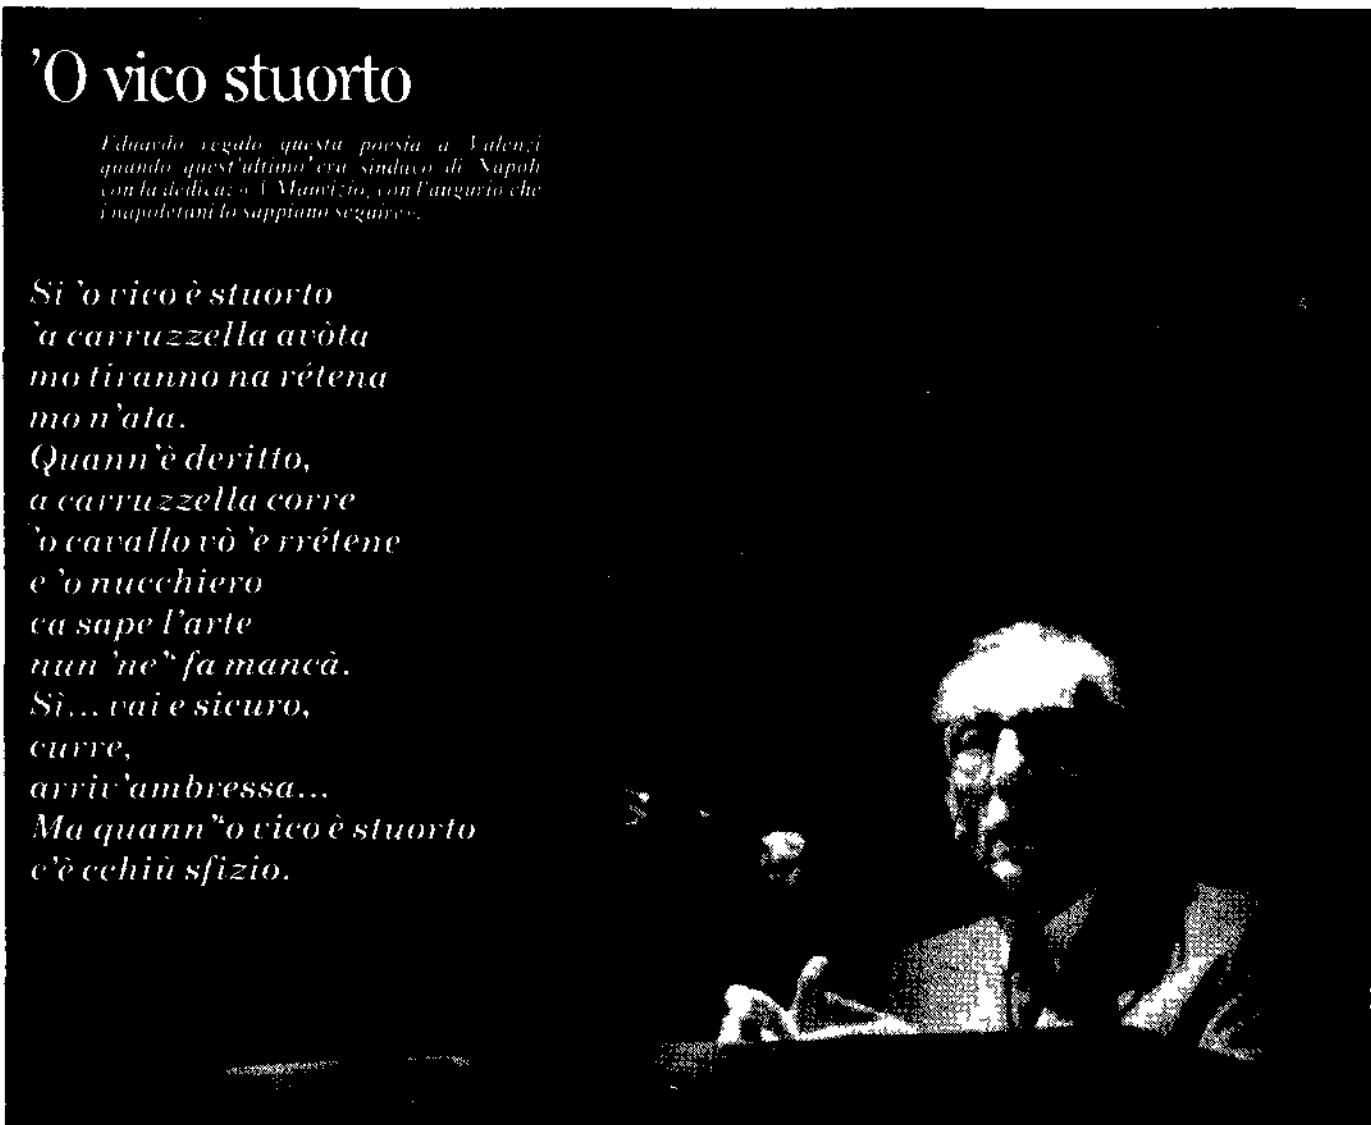 'O vico stuorto
Eduardo regalò questa poesia a Valenzi
quando quest'ultimo era sindaco di Napoli
con la dedica: «A Maurizio, con l'augurio che
i napoletani lo sappiano seguire».
Si 'o vico è stuorto
'a carruzzella avòta
mo tiranno na rétena
mo n'ata.
Quann'è deritto,
a carruzzella corre
'o cavallo vò 'e rrétene
e 'o nucchiero
ca sape l'arte
nun 'ne'' fa mancà.
Sì... vai e sicuro,
curre,
arriv'ambressa...
Ma quann''o vico è stuorto
c'è cchiù sfizio.